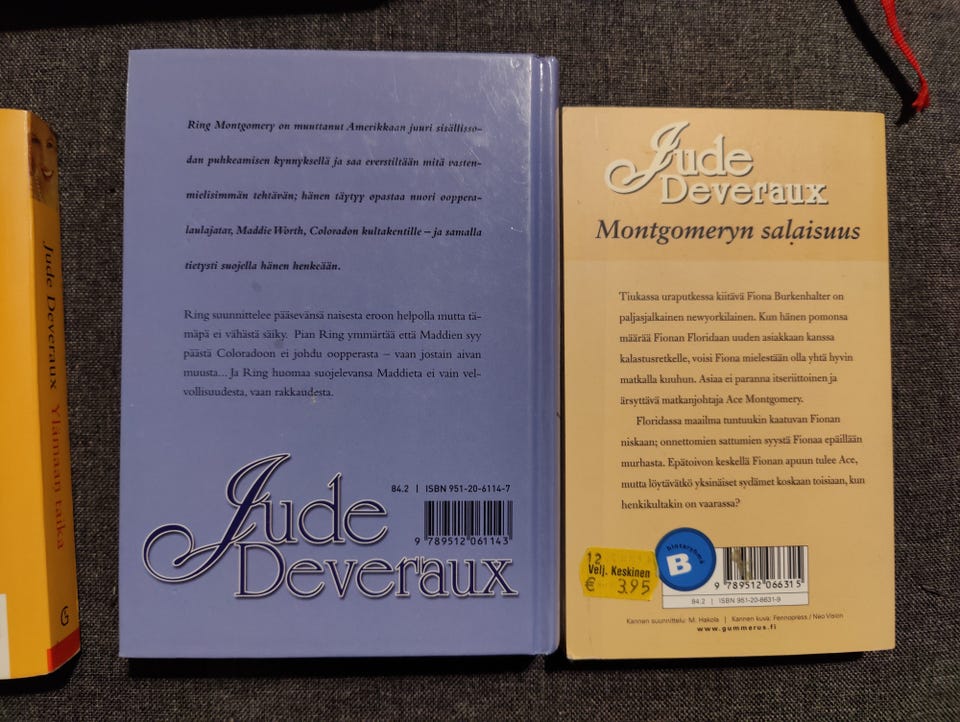 Jude Deveraux Ylämaan taika
G
Ring Montgomery on muuttanut Amerikkaan juuri sisällisso-
dan puhkeamisen kynnyksellä ja saa everstiltään mitä vasten-
mielisimmän tehtävän; hänen täytyy opastaa nuori ooppera-
laulajatar, Maddie Worth, Coloradon kultakentille – ja samalla
tietysti suojella hänen henkeään.
Ring suunnittelee pääsevänsä naisesta eroon helpolla mutta tä-
mäpä ei vähästä säiky. Pian Ring ymmärtää että Maddien syy
päästä Coloradoon ei johdu oopperasta – vaan jostain aivan
muusta... Ja Ring huomaa suojelevansa Maddieta ei vain vel-
vollisuudesta, vaan rakkaudesta.
84.2 | ISBN 951-20-6114-7
9 789512 061143
Jude
Deveraux
Jude
Deveraux
Montgomeryn salaisuus
Tiukassa uraputkessa kiitävä Fiona Burkenhalter on
paljasjalkainen newyorkilainen. Kun hänen pomonsa
määrää Fionan Floridaan uuden asiakkaan kanssa
kalastusretkelle, voisi Fiona mielestään olla yhtä hyvin
matkalla kuuhun. Asiaa ei paranna itseriittoinen ja
ärsyttävä matkanjohtaja Ace Montgomery.
Floridassa maailma tuntuukin kaatuvan Fionan
niskaan; onnettomien sattumien syystä Fionaa epäillään
murhasta. Epätoivon keskellä Fionan apuun tulee Ace,
mutta löytävätkö yksinäiset sydämet koskaan toisiaan, kun
henkikultakin on vaarassa?
12
Velj. Keskinen
€ 3.95
hintaryhmä
B
9 789512 066315
84.2 | ISBN 951-20-6631-9
Kannen suunnittelu: M. Hakola | Kannen kuva: Fennopress / Neo Vision
www.gummerus.fi